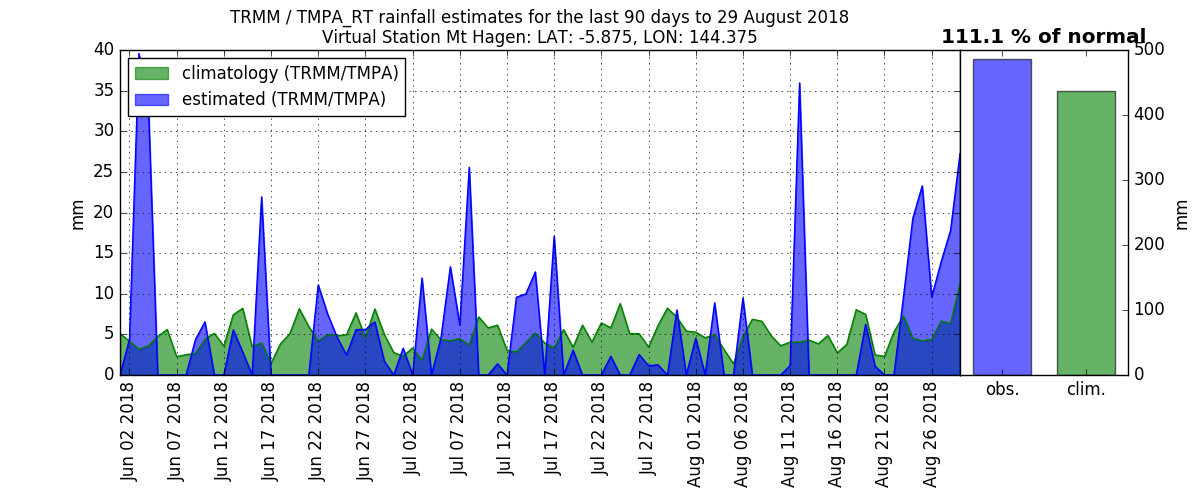 TRMM / TMPA_RT rainfall estimates for the last 90 days to 29 August 2018
Virtual Station Mt Hagen: LAT: -5.875, LON: 144.375
111.1 % of normal
climatology (TRMM/TMPA)
estimated (TRMM/TMPA)
40
35
30
25
20
15
10
5
0
mm
Jun 02 2018
Jun 07 2018
Jun 12 2018
Jun 17 2018
Jun 22 2018
Jun 27 2018
Jul 02 2018
Jul 07 2018
Jul 12 2018
Jul 17 2018
Jul 22 2018
Jul 27 2018
Aug 01 2018
Aug 06 2018
Aug 11 2018
Aug 16 2018
Aug 21 2018
Aug 26 2018
obs.
clim.
500
400
300
200
100
0
mm